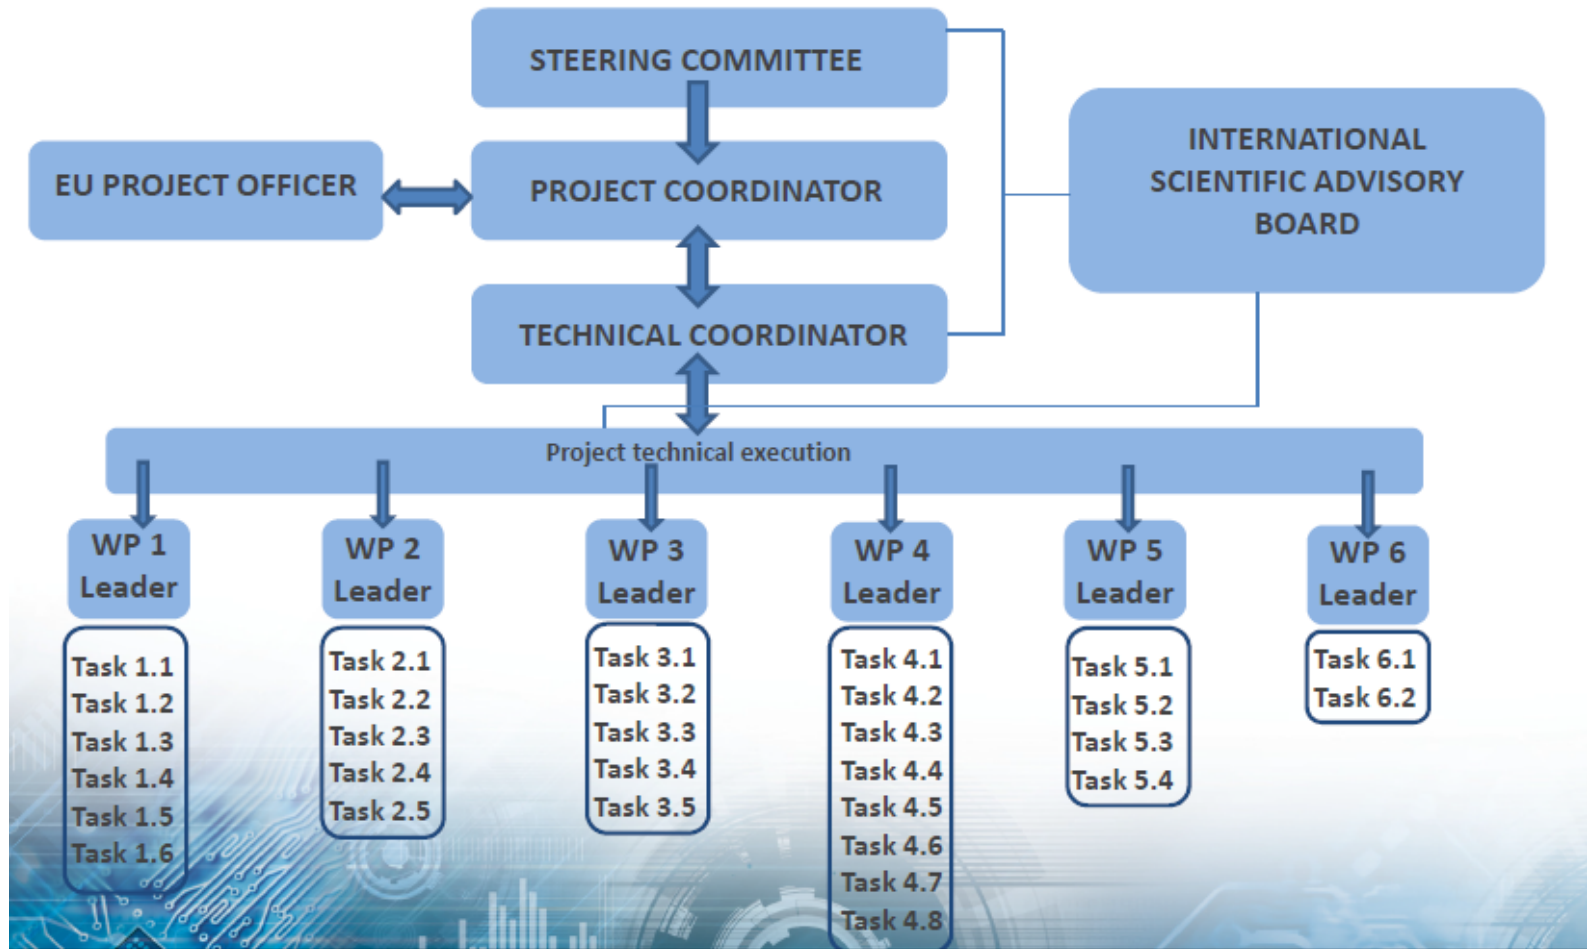 STEERING COMMITTEE
EU PROJECT OFFICER
PROJECT COORDINATOR
INTERNATIONAL
SCIENTIFIC ADVISORY
BOARD
TECHNICAL COORDINATOR
Project technical execution
WP 1
Leader
Task 1.1
Task 1.2
Task 1.3
Task 1.4
Task 1.5
Task 1.6
WP 2
Leader
Task 2.1
Task 2.2
Task 2.3
Task 2.4
Task 2.5
WP 3
Leader
Task 3.1
Task 3.2
Task 3.3
Task 3.4
Task 3.5
WP 4
Leader
Task 4.1
Task 4.2
Task 4.3
Task 4.4
Task 4.5
Task 4.6
Task 4.7
Task 4.8
WP 5
Leader
Task 5.1
Task 5.2
Task 5.3
Task 5.4
WP 6
Leader
Task 6.1
Task 6.2